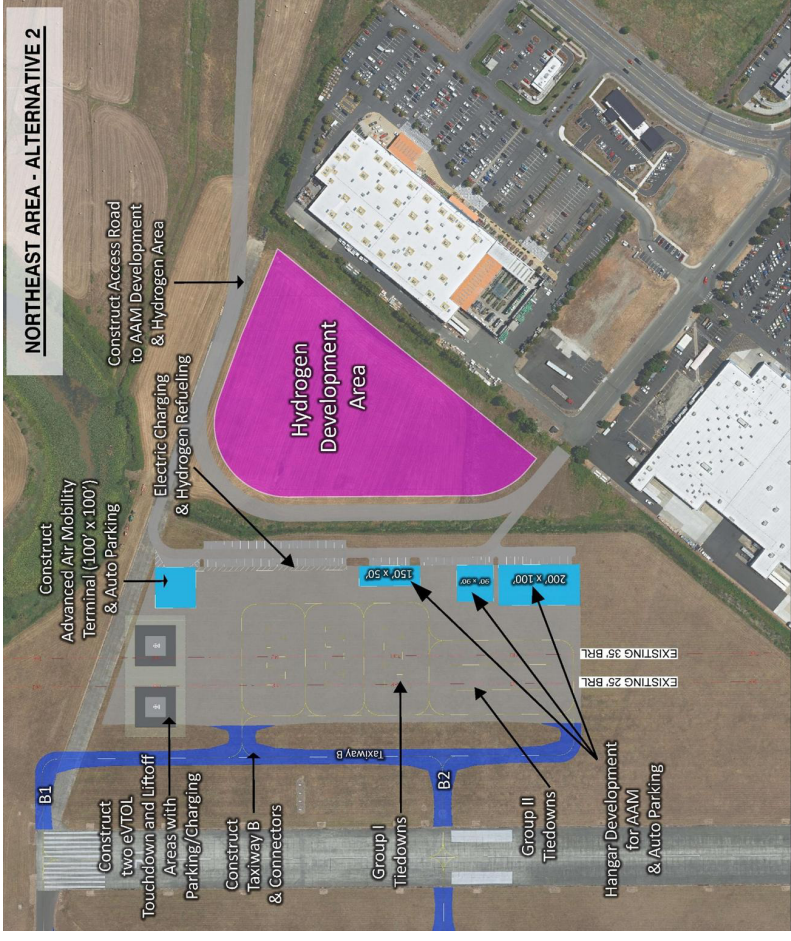 NORTHEAST AREA - ALTERNATIVE 2
Construct Access Road
to AAM Development
& Hydrogen Area
Hydrogen
Development
Area
Electric Charging
& Hydrogen Refueling
Construct
Advanced Air Mobility
Terminal (100' x 100')
& Auto Parking
150' x 50'
90' x 90'
200' x 100'
EXISTING 35' BRL
EXISTING 25' BRL
B1
Taxiway B
B2
Construct
two eVTOL
Touchdown and Liftoff
Areas with
Parking/Charging
Construct
Taxiway B
& Connectors
Group I
Tiedowns
Group II
Tiedowns
Hangar Development
for AAM
& Auto Parking